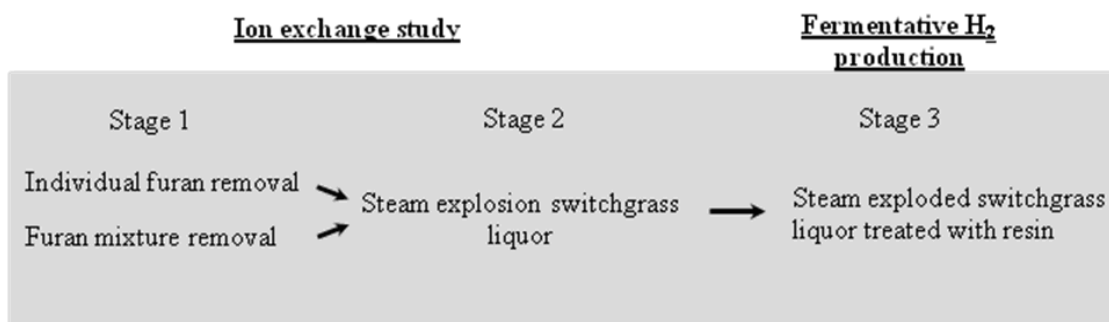 Ion exchange study
Fermentative H2
production
Stage 1
Stage 2
Stage 3
Individual furan removal
Furan mixture removal
Steam explosion switchgrass
liquor
Steam exploded switchgrass
liquor treated with resin